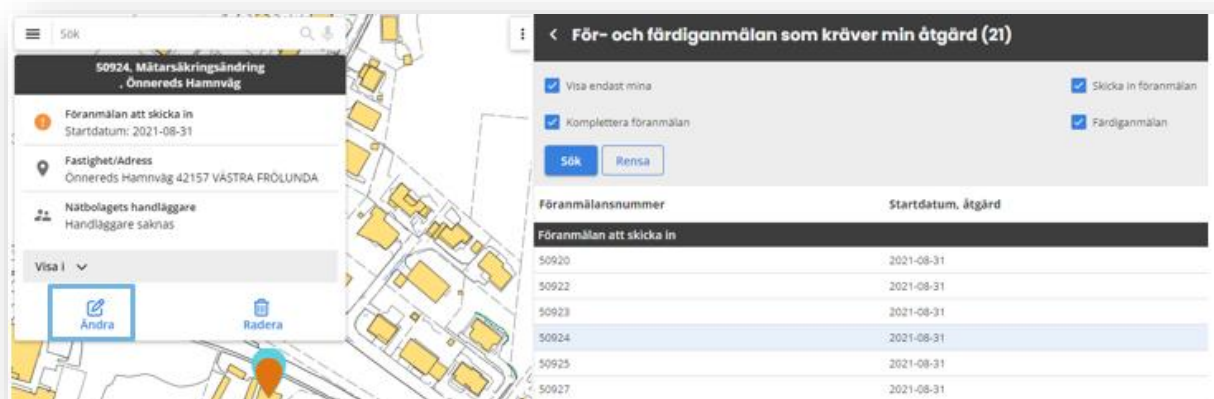 Sök
50924, Mätarsäkringsändring
, Önnereds Hamnväg
Föranmälan att skicka in
Startdatum: 2021-08-31
Fastighet/Adress
Önnereds Hamnväg 42157 VÄSTRA FRÖLUNDA
Nätbolagets handläggare
Handläggare saknas
Visa i
Ändra
Radera
För- och färdiganmälan som kräver min åtgärd (21)
Visa endast mina
Skicka in föranmälan
Komplettera föranmälan
Färdiganmälan
Sök
Rensa
Föranmälansnummer
Startdatum, åtgärd
Föranmälan att skicka in
50920 2021-08-31
50922 2021-08-31
50923 2021-08-31
50924 2021-08-31
50925 2021-08-31
50927 2021-08-31